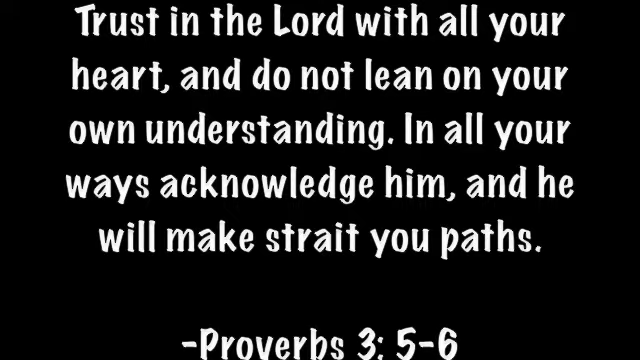 Trust in the Lord with all your
heart, and do not lean on your
own understanding. In all your
ways acknowledge him, and he
will make strait you paths.
-Proverbs 3: 5-6